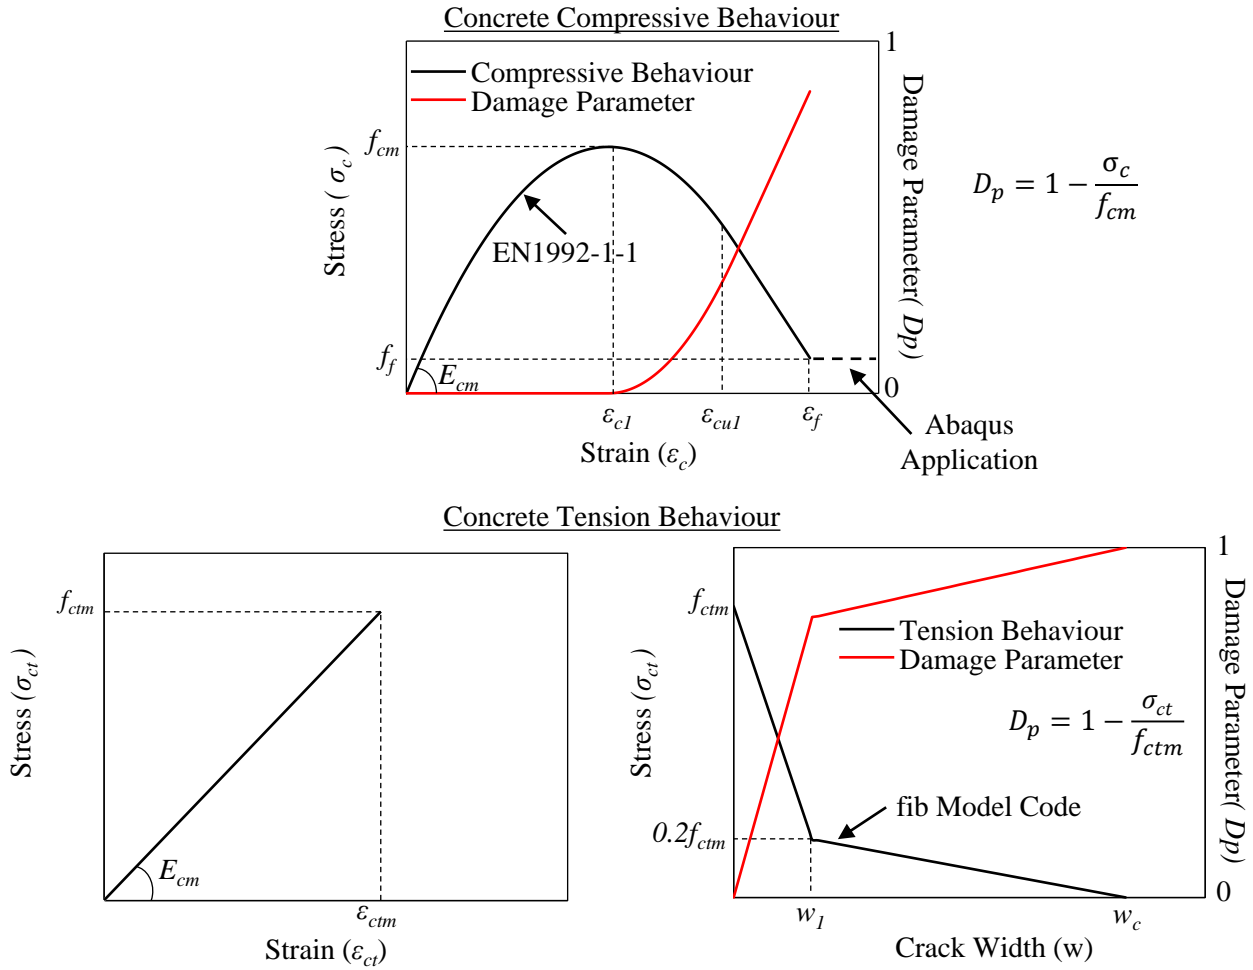 Concrete Compressive Behaviour
1
Compressive Behaviour
Damage Parameter
f_cm
Stress ( σ_c)
EN1992-1-1
f_f
E_cm
0
Damage Parameter( Dp)
ε_c1
ε_cu1
ε_f
Strain (ε_c)
Abaqus
Application
D_p = 1 − σ_c/f_cm
Concrete Tension Behaviour
f_ctm
Stress (σ_ct)
E_cm
ε_ctm
Strain (ε_ct)
1
f_ctm
Tension Behaviour
Damage Parameter
Stress (σ_ct)
D_p = 1 − σ_ct/f_ctm
fib Model Code
0.2f_ctm
0
Damage Parameter( Dp)
w_1
w_c
Crack Width (w)